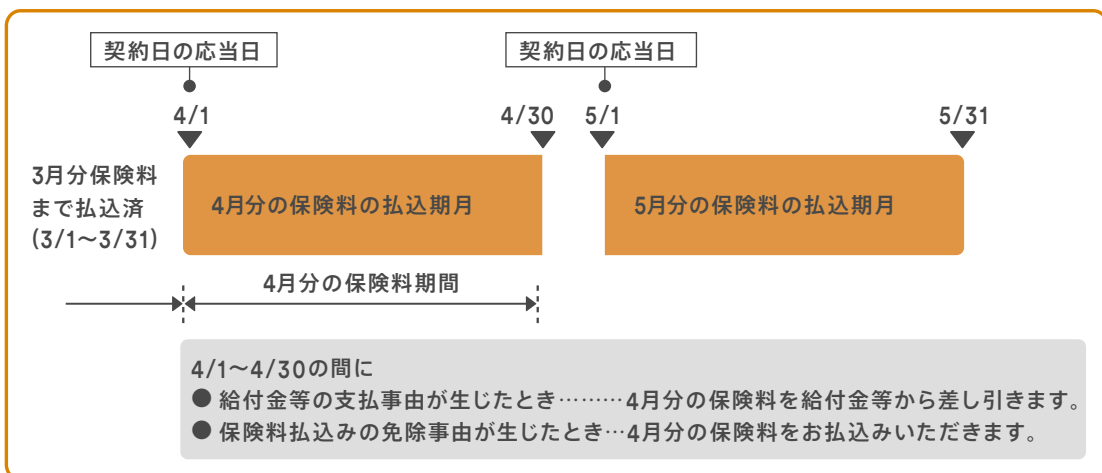 契約日の応当日
契約日の応当日
4/1
4/30
5/1
5/31
3月分保険料
まで払込済
(3/1〜3/31)
4月分の保険料の払込期月
5月分の保険料の払込期月
4月分の保険料期間
4/1〜4/30の間に
● 給付金等の支払事由が生じたとき………4月分の保険料を給付金等から差し引きます。
● 保険料払込みの免除事由が生じたとき…4月分の保険料をお払込みいただきます。